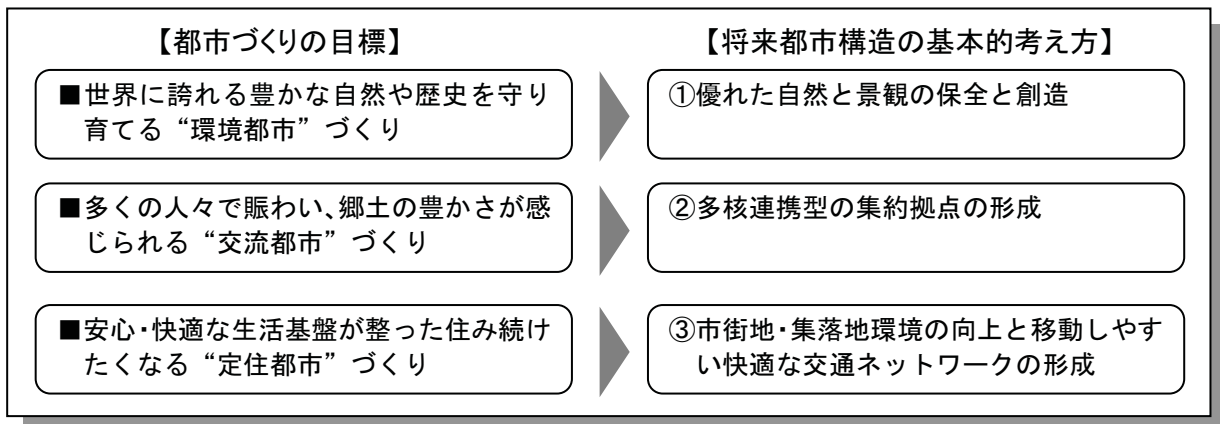 【都市づくりの目標】
【将来都市構造の基本的考え方】
■世界に誇れる豊かな自然や歴史を守り
育てる“環境都市”づくり
①優れた自然と景観の保全と創造
■多くの人々で賑わい、郷土の豊かさが感
じられる“交流都市”づくり
②多核連携型の集約拠点の形成
■安心・快適な生活基盤が整った住み続け
たくなる“定住都市”づくり
③市街地・集落地環境の向上と移動しやす
い快適な交通ネットワークの形成